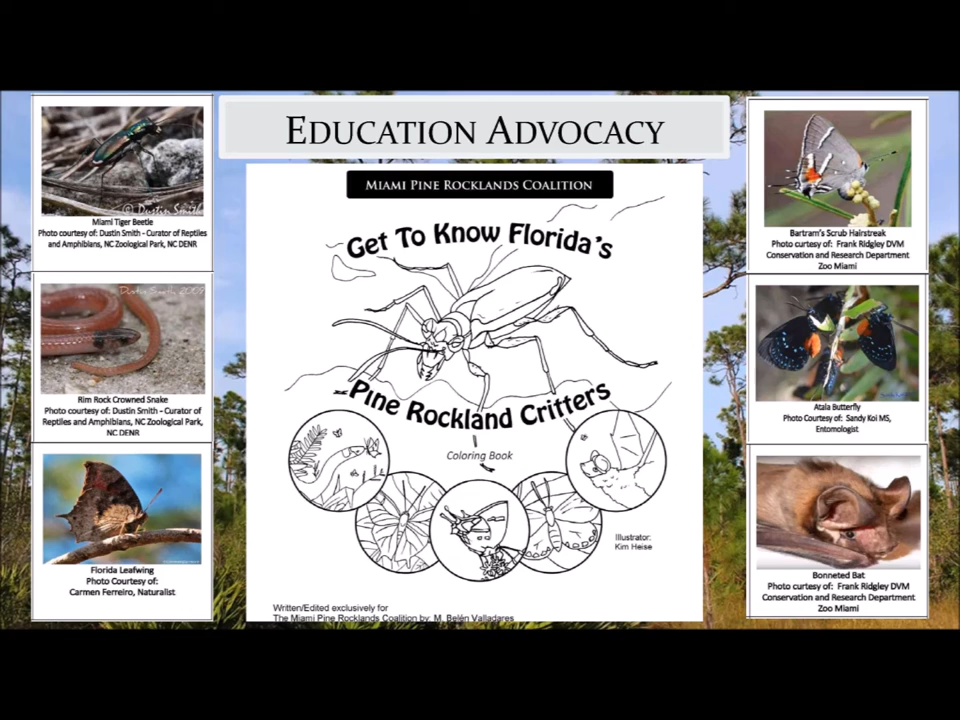 EDUCATION ADVOCACY
© Dustin Smith
Miami Tiger Beetle
Photo courtesy of: Dustin Smith - Curator of Reptiles
and Amphibians, NC Zoological Park, NC DENR
Dustin Smith 2009
Rim Rock Crowned Snake
Photo courtesy of: Dustin Smith - Curator of
Reptiles and Amphibians, NC Zoological Park,
NC DENR
Florida Leafwing
Photo Courtesy of:
Carmen Ferreiro, Naturalist
MIAMI PINE ROCKLANDS COALITION
Get To Know Florida's
Pine Rockland Critters
Coloring Book
Illustrator:
Kim Heise
Written/Edited exclusively for
The Miami Pine Rocklands Coalition by: M. Belén Valladares
Bartram's Scrub Hairstreak
Photo curtesy of: Frank Ridgley DVM
Conservation and Research Department
Zoo Miami
Atala Butterfly
Photo Courtesy of: Sandy Koi MS,
Entomologist
Bonneted Bat
Photo curtesy of: Frank Ridgley DVM
Conservation and Research Department
Zoo Miami